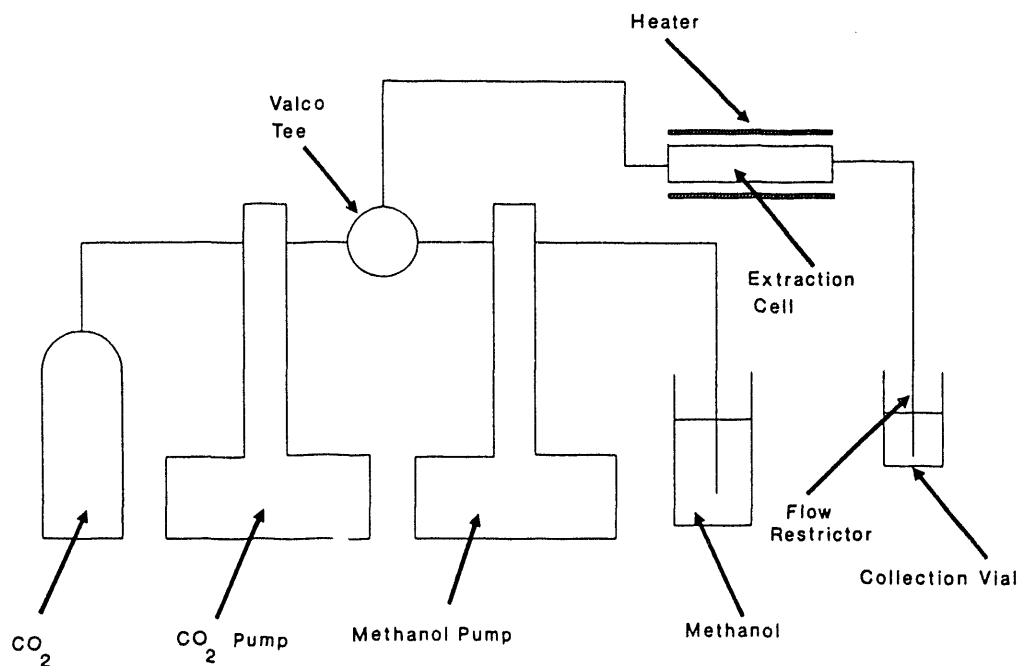 Heater
Valco
Tee
Extraction
Cell
Flow
Restrictor
Collection Vial
CO2
CO2 Pump
Methanol Pump
Methanol